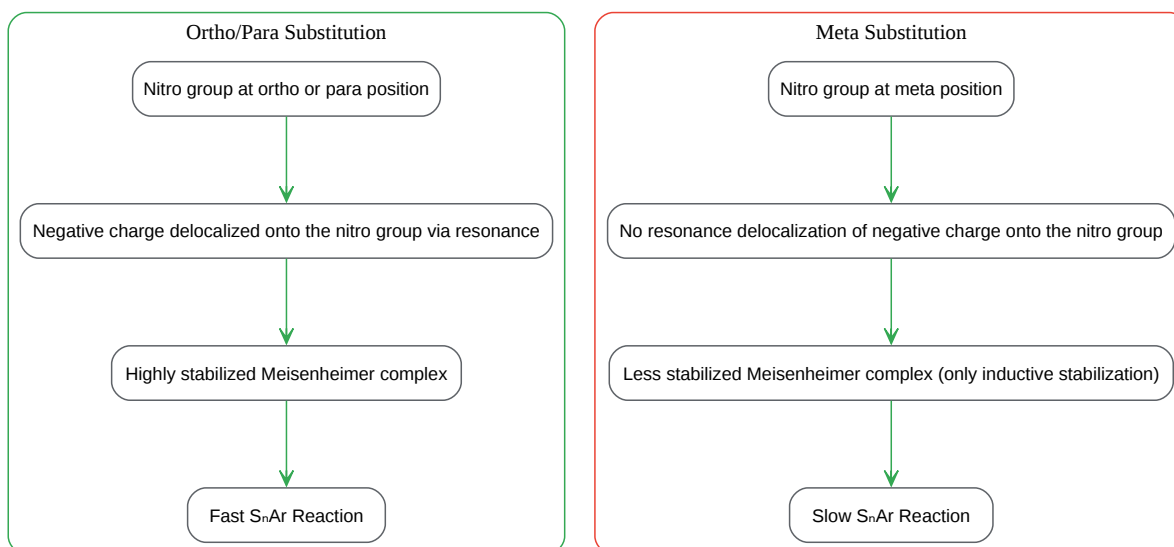 Ortho/Para Substitution
Nitro group at ortho or para position
Negative charge delocalized onto the nitro group via resonance
Highly stabilized Meisenheimer complex
Fast SₙAr Reaction
Meta Substitution
Nitro group at meta position
No resonance delocalization of negative charge onto the nitro group
Less stabilized Meisenheimer complex (only inductive stabilization)
Slow SₙAr Reaction